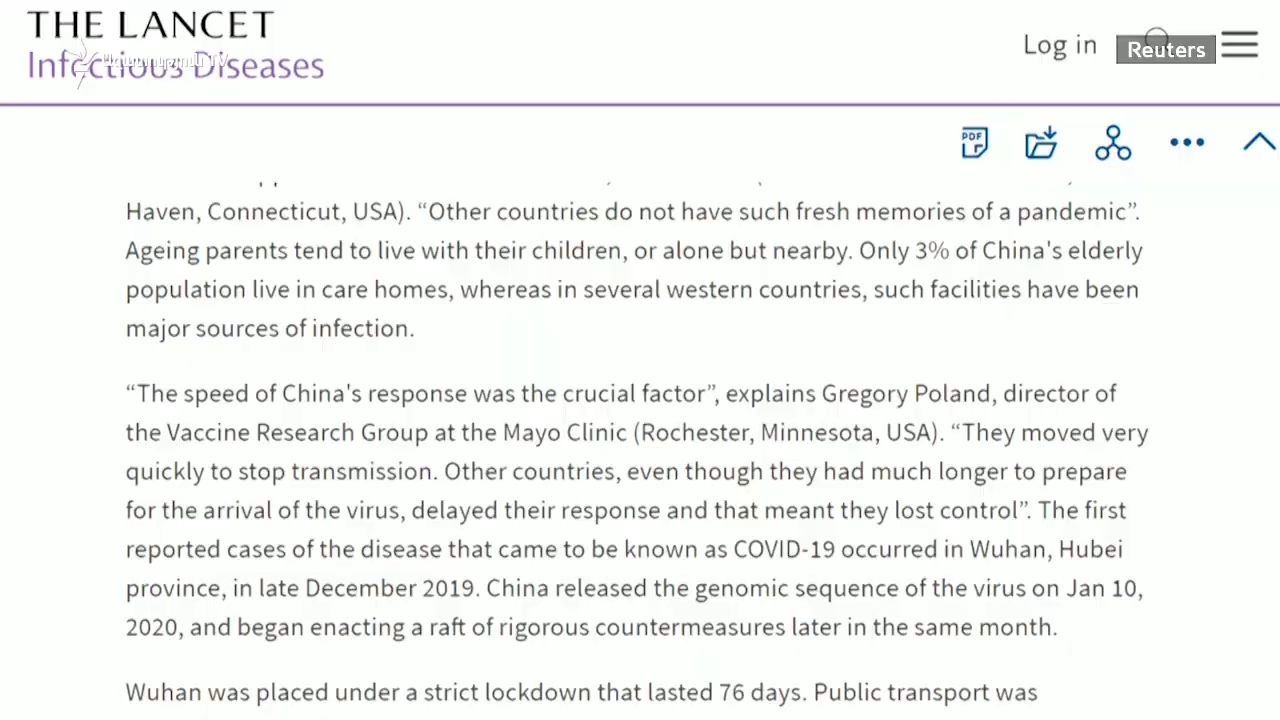 THE LANCET
Infectious Diseases
Ազատություն TV
Log in
Reuters
PDF
Haven, Connecticut, USA). “Other countries do not have such fresh memories of a pandemic”.
Ageing parents tend to live with their children, or alone but nearby. Only 3% of China's elderly
population live in care homes, whereas in several western countries, such facilities have been
major sources of infection.
“The speed of China's response was the crucial factor”, explains Gregory Poland, director of
the Vaccine Research Group at the Mayo Clinic (Rochester, Minnesota, USA). “They moved very
quickly to stop transmission. Other countries, even though they had much longer to prepare
for the arrival of the virus, delayed their response and that meant they lost control”. The first
reported cases of the disease that came to be known as COVID-19 occurred in Wuhan, Hubei
province, in late December 2019. China released the genomic sequence of the virus on Jan 10,
2020, and began enacting a raft of rigorous countermeasures later in the same month.
Wuhan was placed under a strict lockdown that lasted 76 days. Public transport was